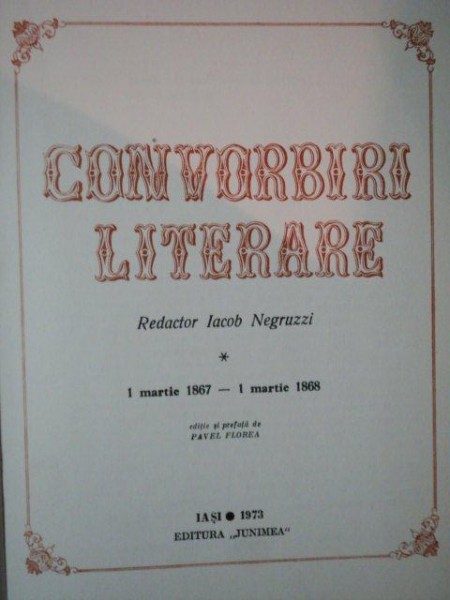 CONVORBIRI
LITERARE
Redactor Iacob Negruzzi
*
1 martie 1867 — 1 martie 1868
ediție și prefață de
PAVEL FLOREA
IAȘI ● 1973
EDITURA „JUNIMEA"